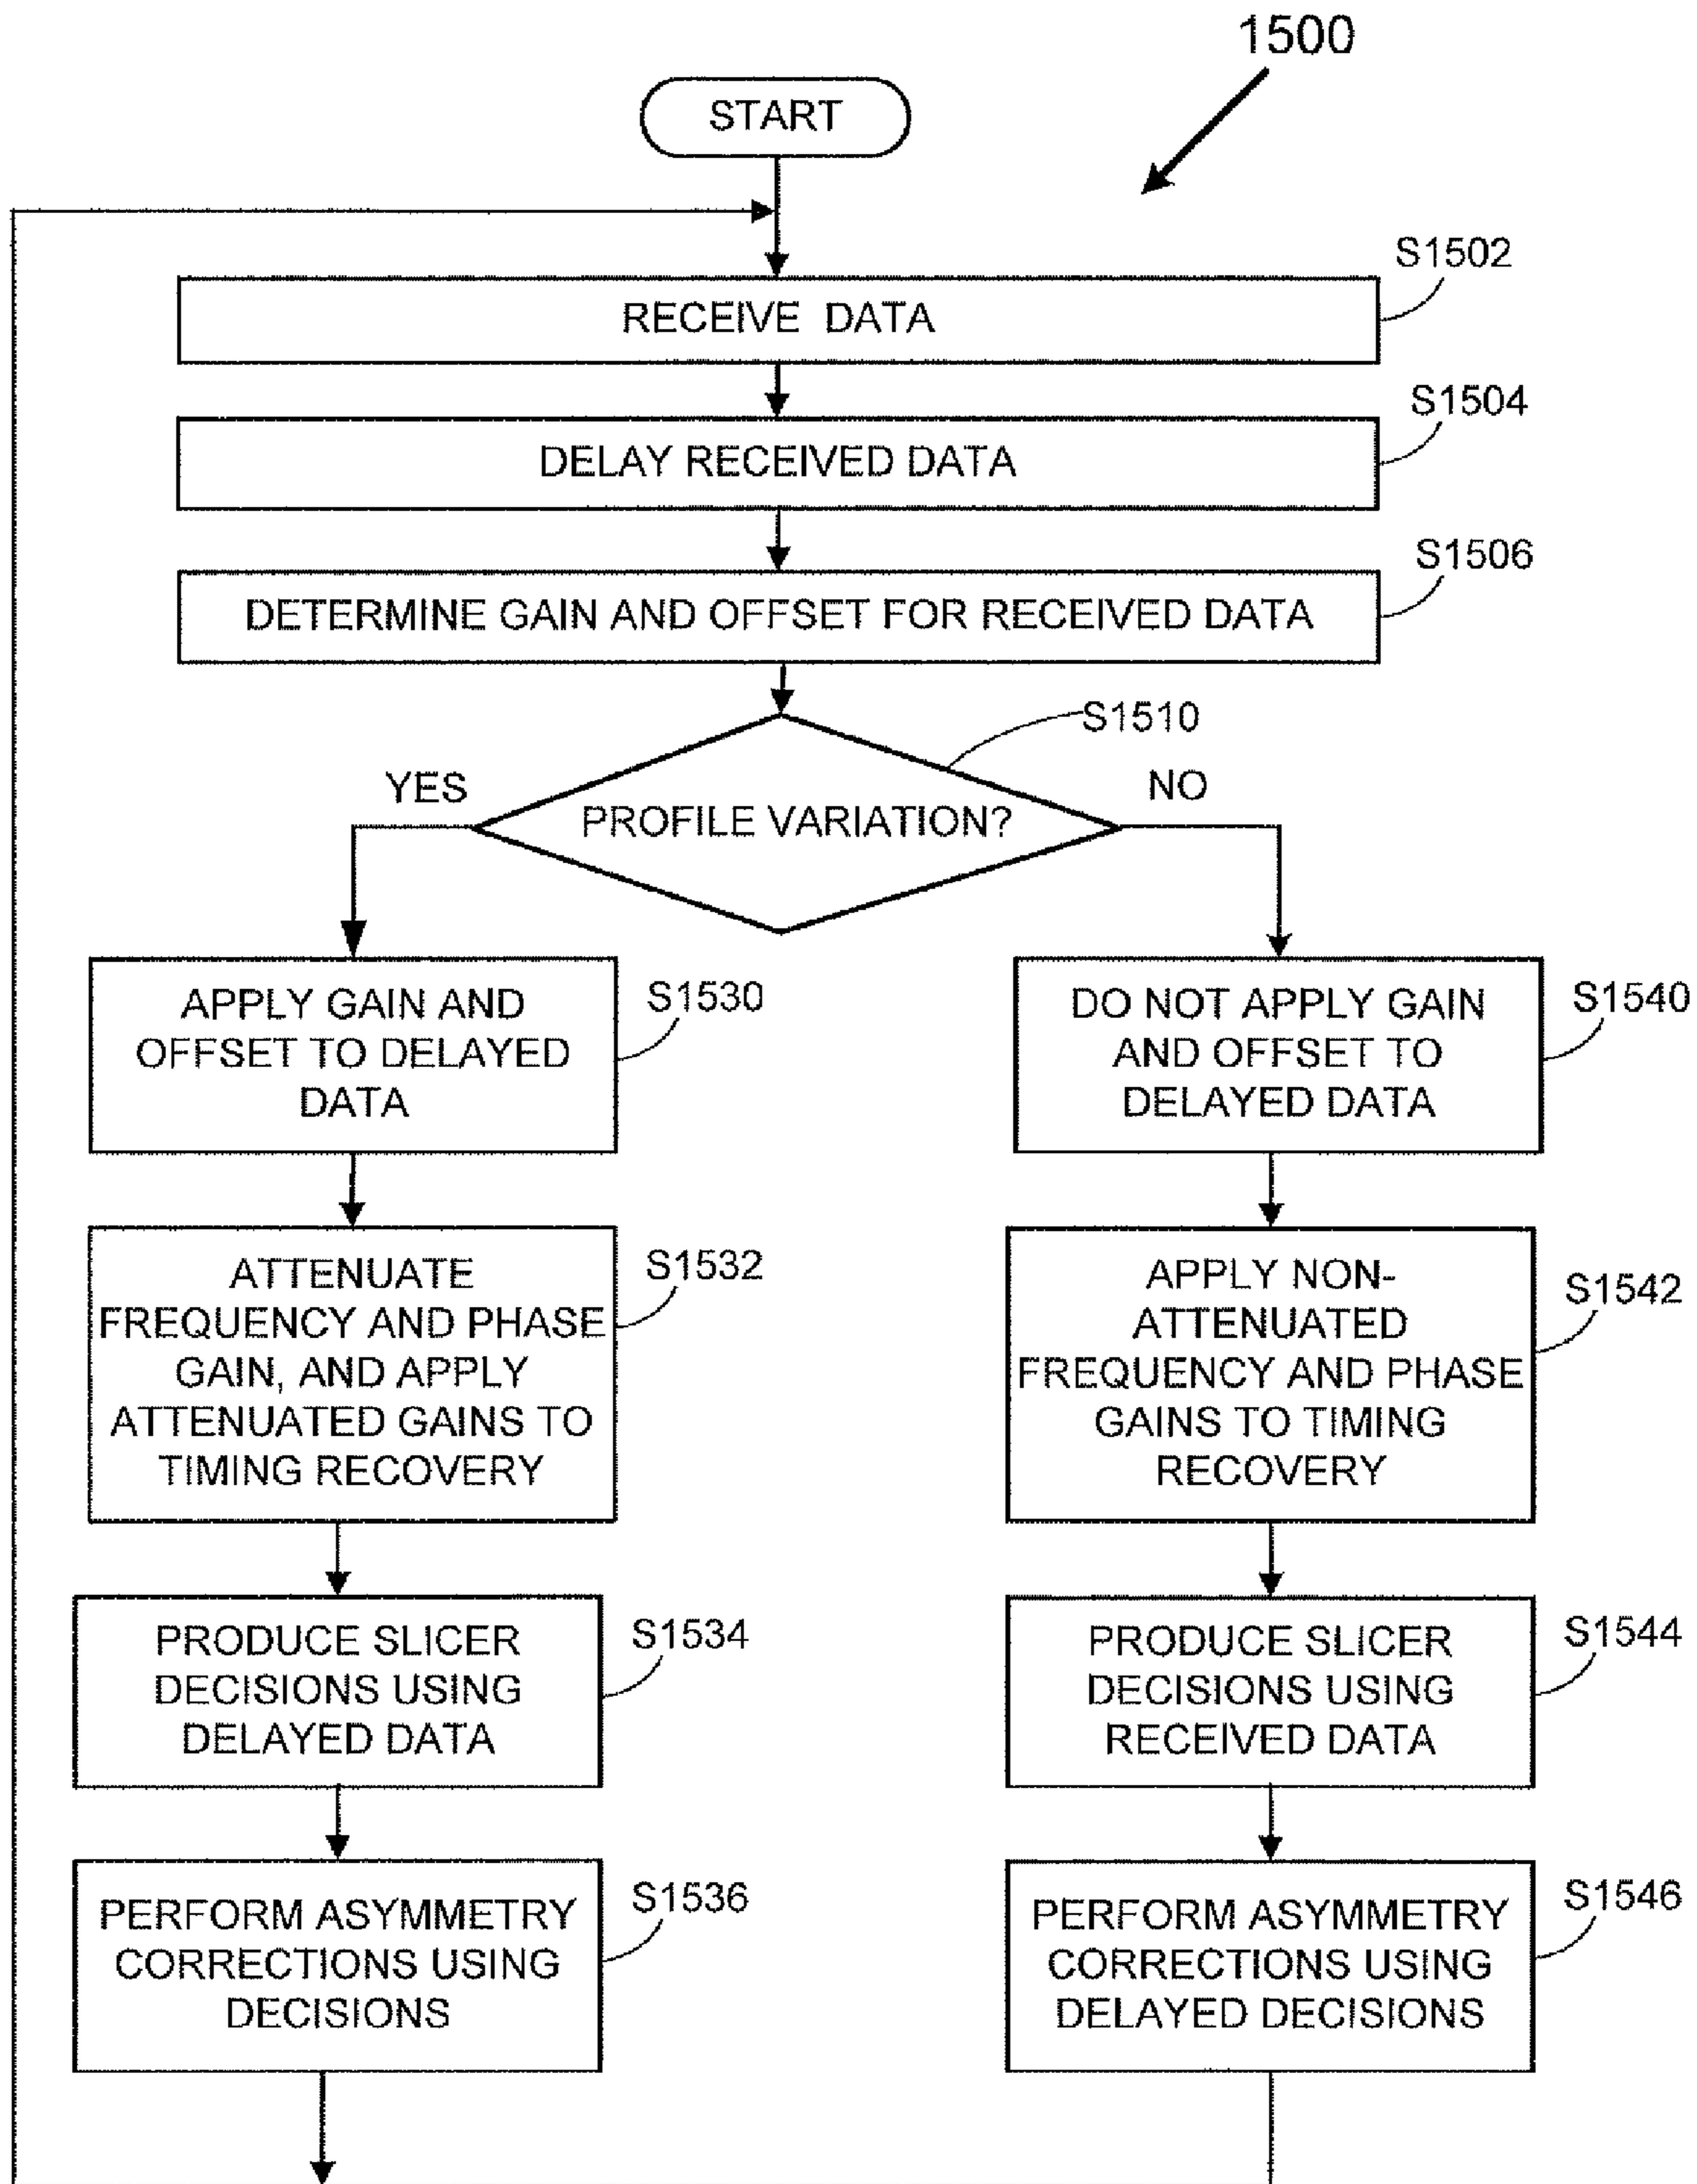 1500
START
S1502
RECEIVE DATA
S1504
DELAY RECEIVED DATA
S1506
DETERMINE GAIN AND OFFSET FOR RECEIVED DATA
S1510
YES
NO
PROFILE VARIATION?
APPLY GAIN AND
OFFSET TO DELAYED
DATA
S1530
DO NOT APPLY GAIN
AND OFFSET TO
DELAYED DATA
S1540
ATTENUATE
FREQUENCY AND PHASE
GAIN, AND APPLY
ATTENUATED GAINS TO
TIMING RECOVERY
S1532
APPLY NON-
ATTENUATED
FREQUENCY AND PHASE
GAINS TO TIMING
RECOVERY
S1542
PRODUCE SLICER
DECISIONS USING
DELAYED DATA
S1534
PRODUCE SLICER
DECISIONS USING
RECEIVED DATA
S1544
PERFORM ASYMMETRY
CORRECTIONS USING
DECISIONS
S1536
PERFORM ASYMMETRY
CORRECTIONS USING
DELAYED DECISIONS
S1546